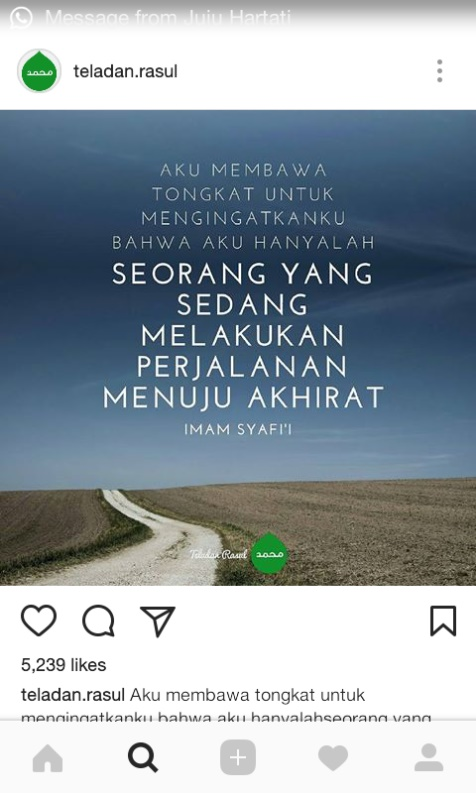 Message from Juju Hartati
محمد
teladan.rasul
AKU MEMBAWA
TONGKAT UNTUK
MENGINGATKANKU
BAHWA AKU HANYALAH
SEORANG YANG
SEDANG
MELAKUKAN
PERJALANAN
MENUJU AKHIRAT
IMAM SYAFI'I
Teladan Rasul محمد
5,239 likes
teladan.rasul Aku membawa tongkat untuk
mengingatkanku bahwa aku hanyalahseorang yang